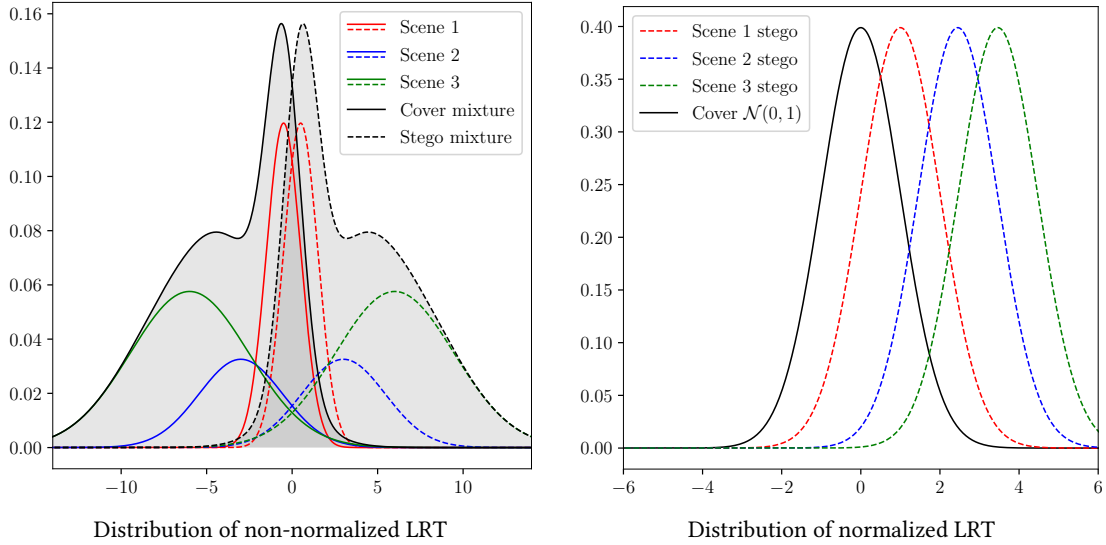 0.16
0.14
0.12
0.10
0.08
0.06
0.04
0.02
0.00
−10 −5 0 5 10
Scene 1
Scene 2
Scene 3
Cover mixture
Stego mixture
Distribution of non-normalized LRT
0.40
0.35
0.30
0.25
0.20
0.15
0.10
0.05
0.00
−6 −4 −2 0 2 4 6
Scene 1 stego
Scene 2 stego
Scene 3 stego
Cover 𝒩(0, 1)
Distribution of normalized LRT